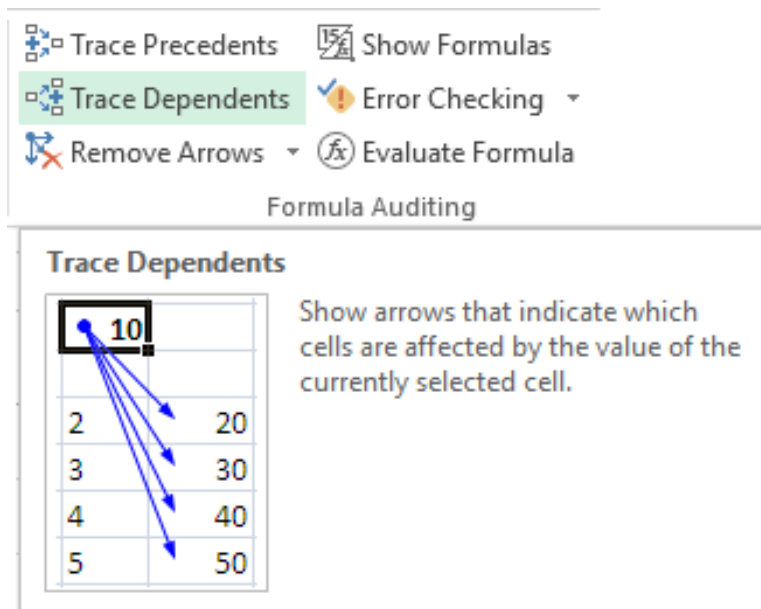 Trace Precedents
Show Formulas
Trace Dependents
Error Checking
Remove Arrows
Evaluate Formula
Formula Auditing
Trace Dependents
10
2 20
3 30
4 40
5 50
Show arrows that indicate which
cells are affected by the value of the
currently selected cell.